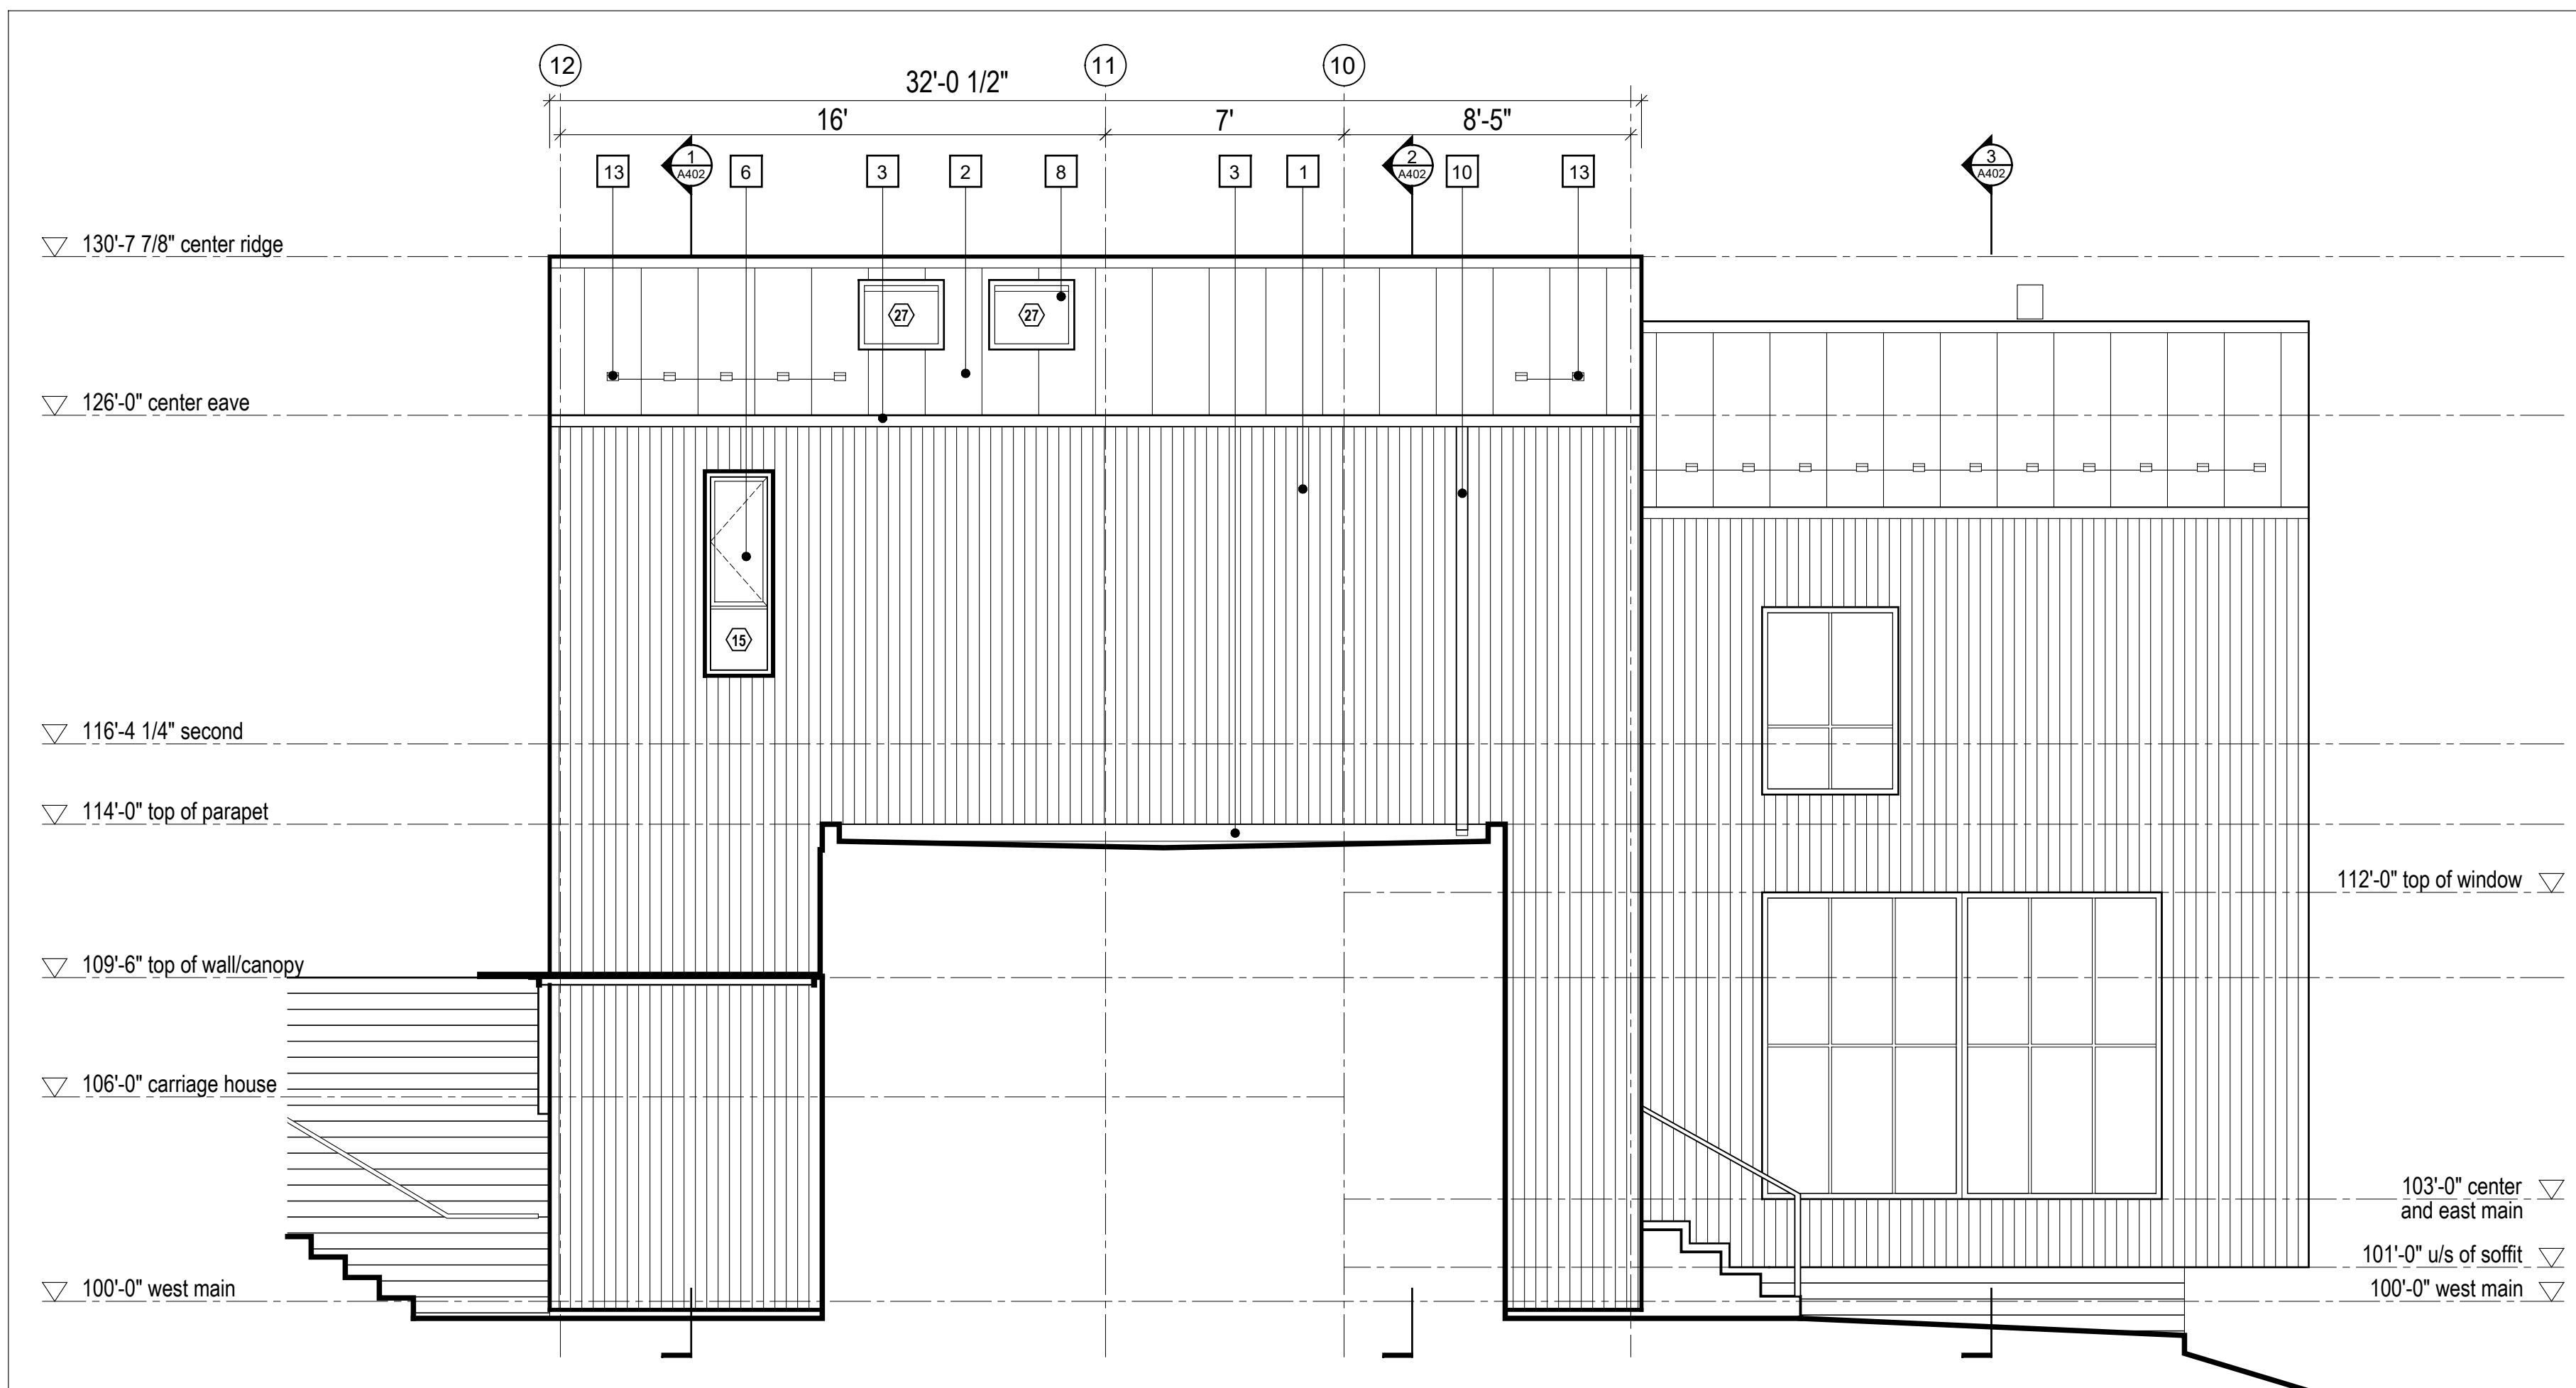 12 11 10
32'-0 1/2"
16' 7' 8'-5"
13 1 A402 6 3 2 8 3 1 2 A402 10 13 3 A402
130'-7 7/8" center ridge
27 27
126'-0" center eave
15
116'-4 1/4" second
114'-0" top of parapet
112'-0" top of window
109'-6" top of wall/canopy
106'-0" carriage house
103'-0" center
and east main
101'-0" u/s of soffit
100'-0" west main
100'-0" west main